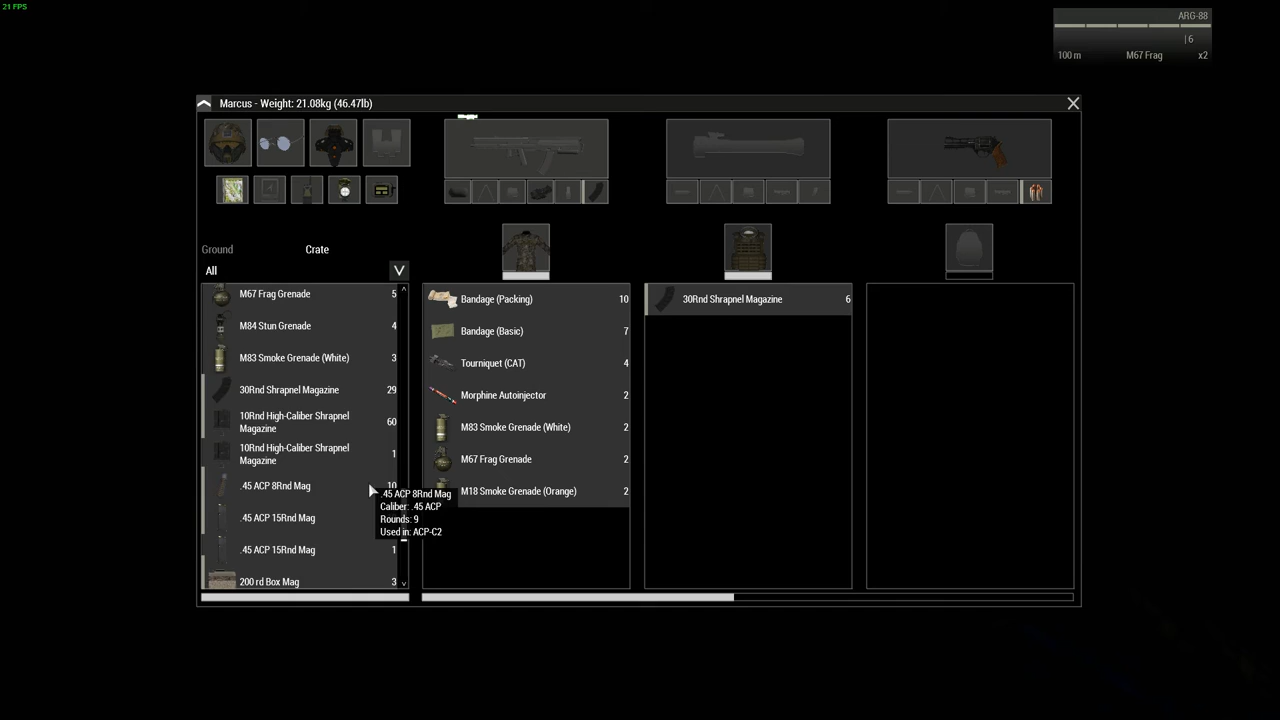 21 FPS
ARG-88
|6
100 m M67 Frag x2
Marcus - Weight: 21.08kg (46.47lb)
Ground Crate
All
M67 Frag Grenade 5
M84 Stun Grenade 4
M83 Smoke Grenade (White) 3
30Rnd Shrapnel Magazine 29
10Rnd High-Caliber Shrapnel
Magazine 60
10Rnd High-Caliber Shrapnel
Magazine 1
.45 ACP 8Rnd Mag 10
.45 ACP 15Rnd Mag
.45 ACP 15Rnd Mag 1
200 rd Box Mag 3
.45 ACP 8Rnd Mag
Caliber: .45 ACP
Rounds: 9
Used in: ACP-C2
Bandage (Packing) 10
Bandage (Basic) 7
Tourniquet (CAT) 4
Morphine Autoinjector 2
M83 Smoke Grenade (White) 2
M67 Frag Grenade 2
M18 Smoke Grenade (Orange) 2
30Rnd Shrapnel Magazine 6